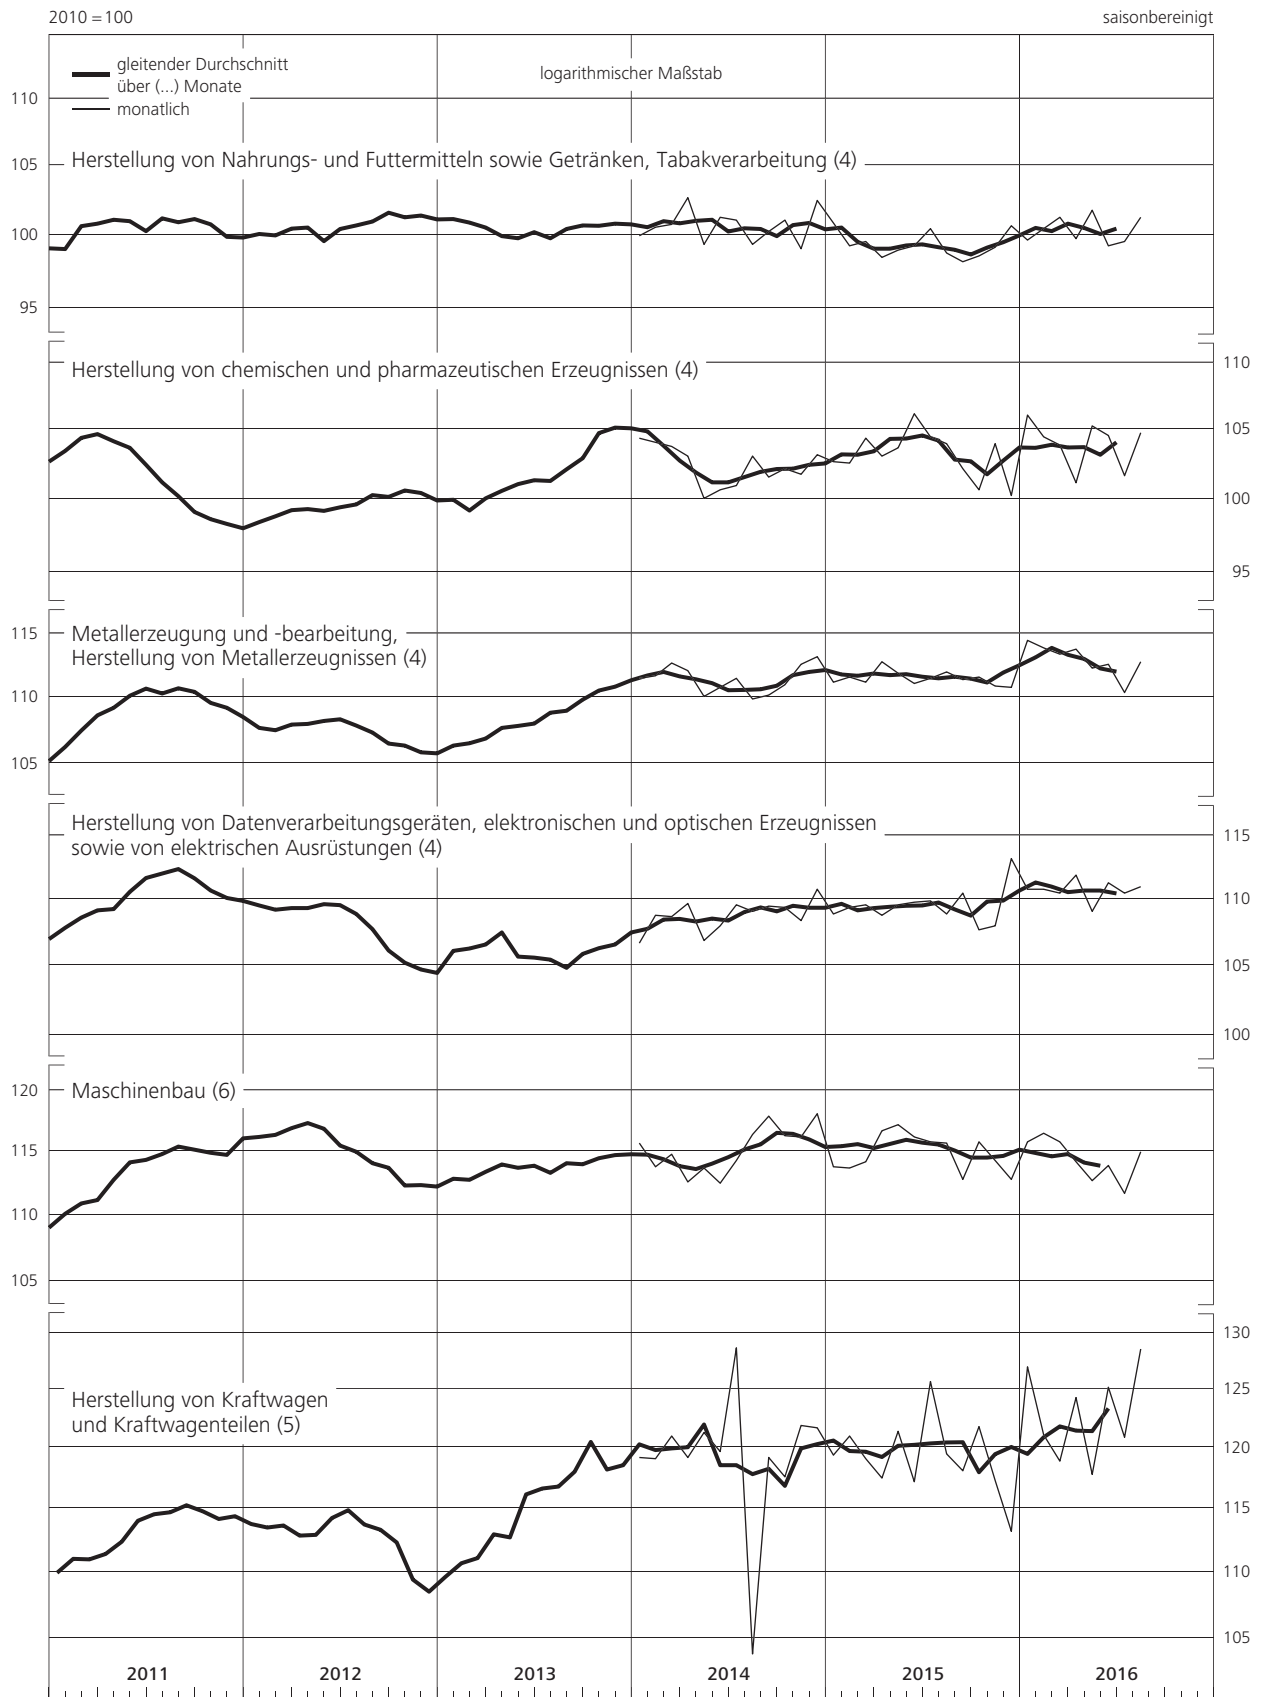 2010 = 100
saisonbereinigt
gleitender Durchschnitt
über (...) Monate
monatlich
logarithmischer Maßstab
110
105
Herstellung von Nahrungs- und Futtermitteln sowie Getränken, Tabakverarbeitung (4)
100
95
110
Herstellung von chemischen und pharmazeutischen Erzeugnissen (4)
105
100
95
115
Metallerzeugung und -bearbeitung,
Herstellung von Metallerzeugnissen (4)
110
105
Herstellung von Datenverarbeitungsgeräten, elektronischen und optischen Erzeugnissen
115
sowie von elektrischen Ausrüstungen (4)
110
105
100
120
Maschinenbau (6)
115
110
105
130
125
Herstellung von Kraftwagen
und Kraftwagenteilen (5)
120
115
110
105
2011 2012 2013 2014 2015 2016